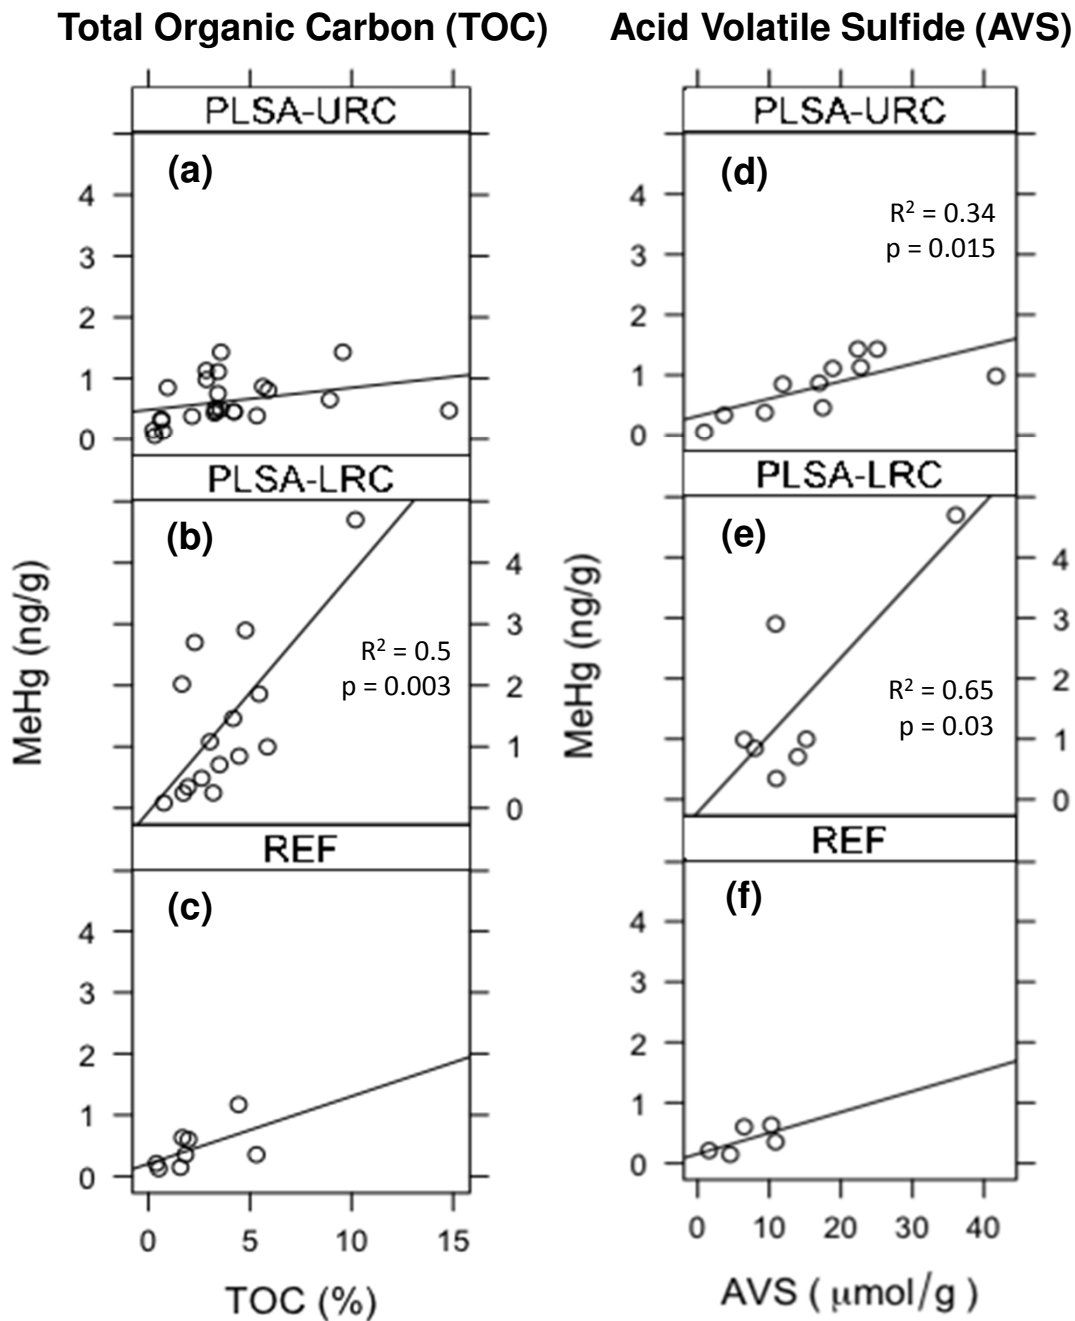 Total Organic Carbon (TOC)
Acid Volatile Sulfide (AVS)
PLSA-URC
(a)
4
3
2
1
0
PLSA-LRC
(b)
R² = 0.5
p = 0.003
4
3
2
1
0
REF
(c)
4
3
2
1
0
0 5 10 15
TOC (%)
MeHg (ng/g)
PLSA-URC
(d)
R² = 0.34
p = 0.015
4
3
2
1
0
PLSA-LRC
(e)
R² = 0.65
p = 0.03
4
3
2
1
0
REF
(f)
4
3
2
1
0
0 10 20 30 40
AVS ( μmol/g )
MeHg (ng/g)